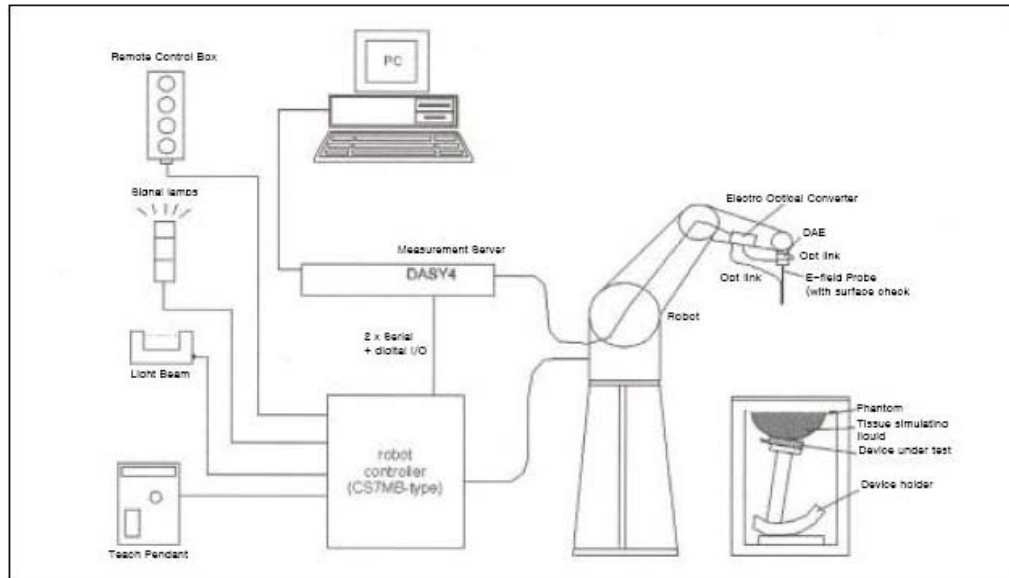 Remote Control Box
PC
Signal lamps
Electro Optical Converter
DAE
Opt link
Measurement Server
DASY4
Opt link
E-field Probe
(with surface check
Robot
2 x Serial
+ digital I/O
Light Beam
Phantom
Tissue simulating
liquid
Device under test
robot
controller
(CS7MB-type)
Device holder
Teach Pendant